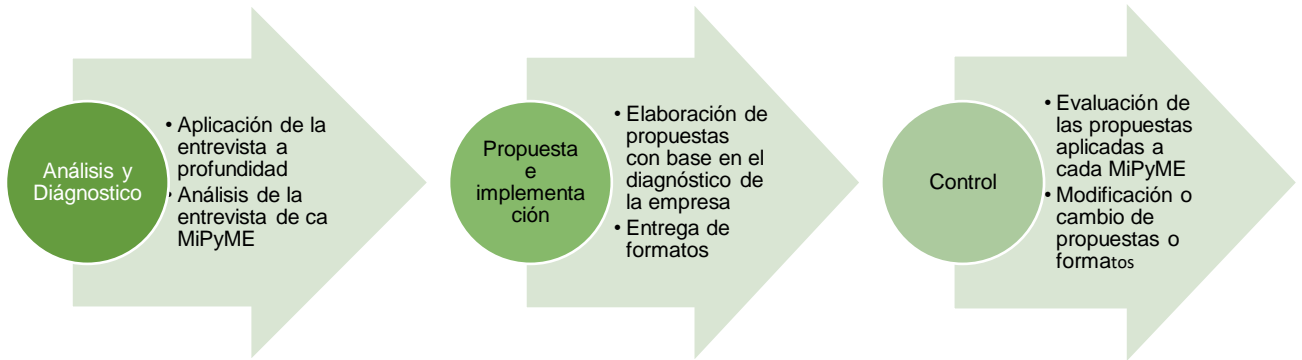 Análisis y
Diágnostico
• Aplicación de la
entrevista a
profundidad
• Análisis de la
entrevista de ca
MiPyME
Propuesta
e
implementa
ción
• Elaboración de
propuestas
con base en el
diagnóstico de
la empresa
• Entrega de
formatos
Control
• Evaluación de
las propuestas
aplicadas a
cada MiPyME
• Modificación o
cambio de
propuestas o
formatos